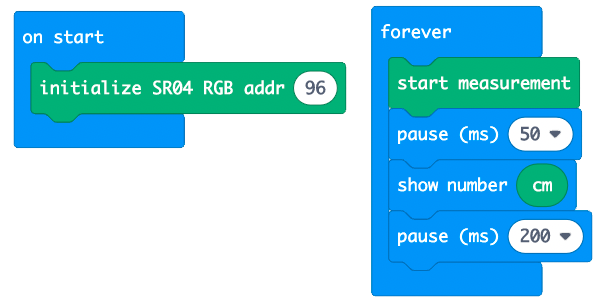 on start
initialize SR04 RGB addr 96
forever
start measurement
pause (ms) 50
show number cm
pause (ms) 200